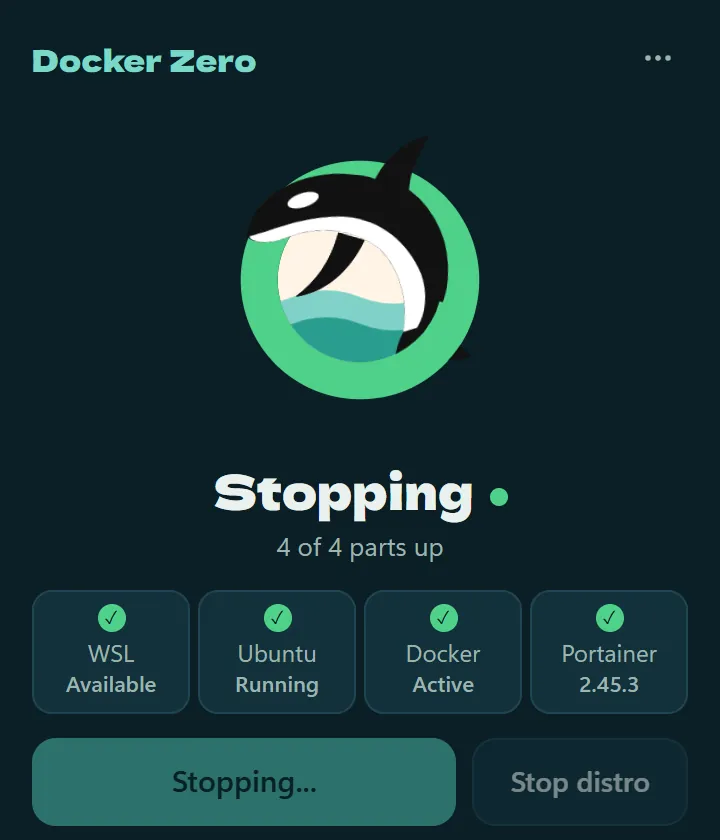 Docker Zero
Stopping
4 of 4 parts up
WSL
Available
Ubuntu
Running
Docker
Active
Portainer
2.45.3
Stopping...
Stop distro